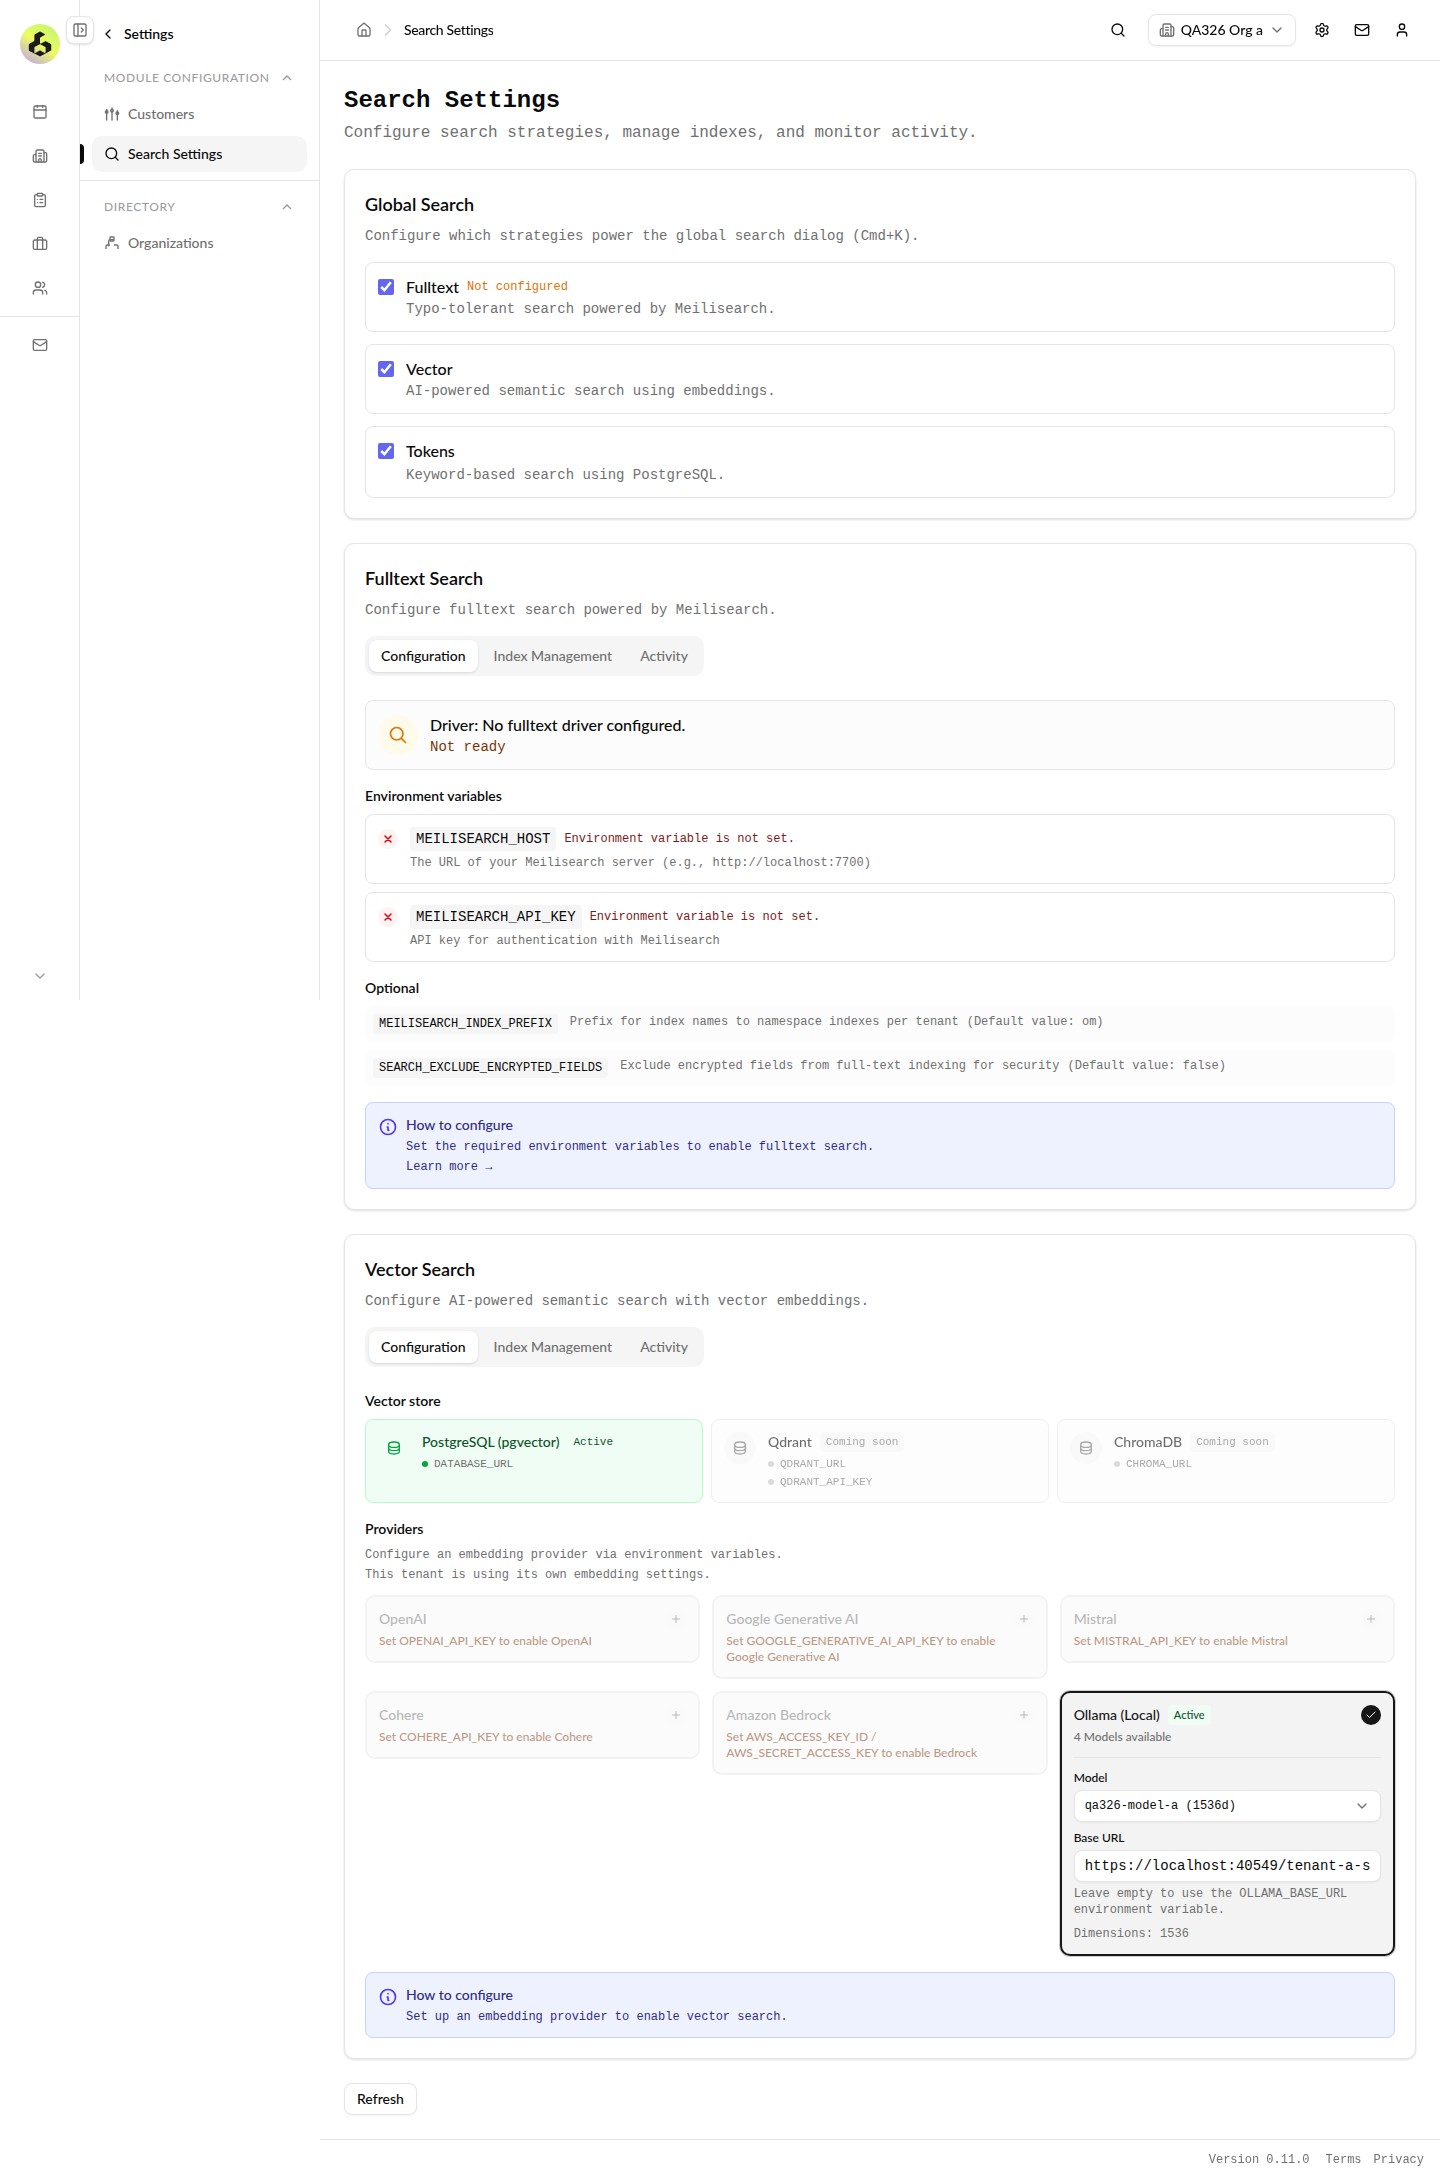 Settings
MODULE CONFIGURATION
Customers
Search Settings
DIRECTORY
Organizations
Search Settings
QA326 Org a
Search Settings
Configure search strategies, manage indexes, and monitor activity.
Global Search
Configure which strategies power the global search dialog (Cmd+K).
Fulltext Not configured
Typo-tolerant search powered by Meilisearch.
Vector
AI-powered semantic search using embeddings.
Tokens
Keyword-based search using PostgreSQL.
Fulltext Search
Configure fulltext search powered by Meilisearch.
Configuration Index Management Activity
Driver: No fulltext driver configured.
Not ready
Environment variables
MEILISEARCH_HOST Environment variable is not set.
The URL of your Meilisearch server (e.g., http://localhost:7700)
MEILISEARCH_API_KEY Environment variable is not set.
API key for authentication with Meilisearch
Optional
MEILISEARCH_INDEX_PREFIX Prefix for index names to namespace indexes per tenant (Default value: om)
SEARCH_EXCLUDE_ENCRYPTED_FIELDS Exclude encrypted fields from full-text indexing for security (Default value: false)
How to configure
Set the required environment variables to enable fulltext search.
Learn more →
Vector Search
Configure AI-powered semantic search with vector embeddings.
Configuration Index Management Activity
Vector store
PostgreSQL (pgvector) Active
DATABASE_URL
Qdrant Coming soon
QDRANT_URL
QDRANT_API_KEY
ChromaDB Coming soon
CHROMA_URL
Providers
Configure an embedding provider via environment variables.
This tenant is using its own embedding settings.
OpenAI
Set OPENAI_API_KEY to enable OpenAI
Google Generative AI
Set GOOGLE_GENERATIVE_AI_API_KEY to enable
Google Generative AI
Mistral
Set MISTRAL_API_KEY to enable Mistral
Cohere
Set COHERE_API_KEY to enable Cohere
Amazon Bedrock
Set AWS_ACCESS_KEY_ID /
AWS_SECRET_ACCESS_KEY to enable Bedrock
Ollama (Local) Active
4 Models available
Model
qa326-model-a (1536d)
Base URL
https://localhost:40549/tenant-a-s
Leave empty to use the OLLAMA_BASE_URL
environment variable.
Dimensions: 1536
How to configure
Set up an embedding provider to enable vector search.
Refresh
Version 0.11.0 Terms Privacy